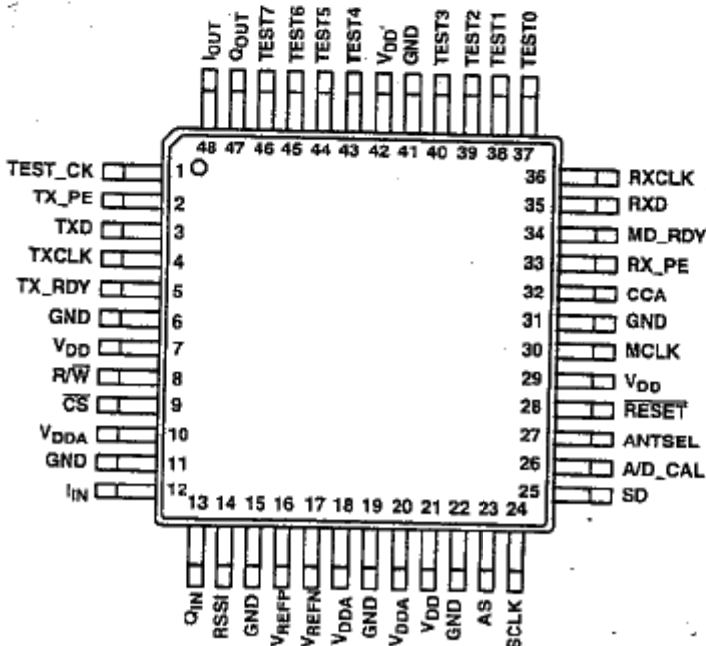 IOUT QOUT TEST7 TEST6 TEST5 TEST4 VDD' GND TEST3 TEST2 TEST1 TEST0
48 47 46 45 44 43 42 41 40 39 38 37
TEST_CK 1 36 RXCLK
TX_PE 2 35 RXD
TXD 3 34 MD_RDY
TXCLK 4 33 RX_PE
TX_RDY 5 32 CCA
GND 6 31 GND
VDD 7 30 MCLK
R/W̅ 8 29 VDD
C̅S̅ 9 28 R̅E̅S̅E̅T̅
VDDA 10 27 ANTSEL
GND 11 26 A/D_CAL
IIN 12 25 SD
13 14 15 16 17 18 19 20 21 22 23 24
QIN RSSI GND VREFP VREFN VDDA GND VDDA VDD GND AS SCLK